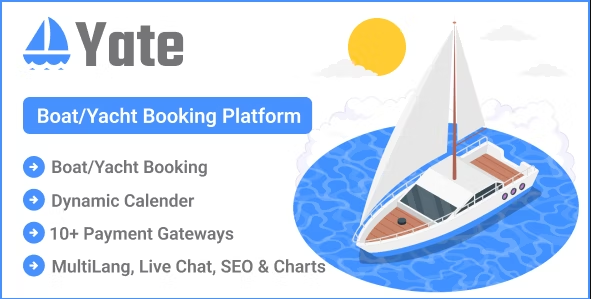 Yate
Boat/Yacht Booking Platform
Boat/Yacht Booking
Dynamic Calender
10+ Payment Gateways
MultiLang, Live Chat, SEO & Charts